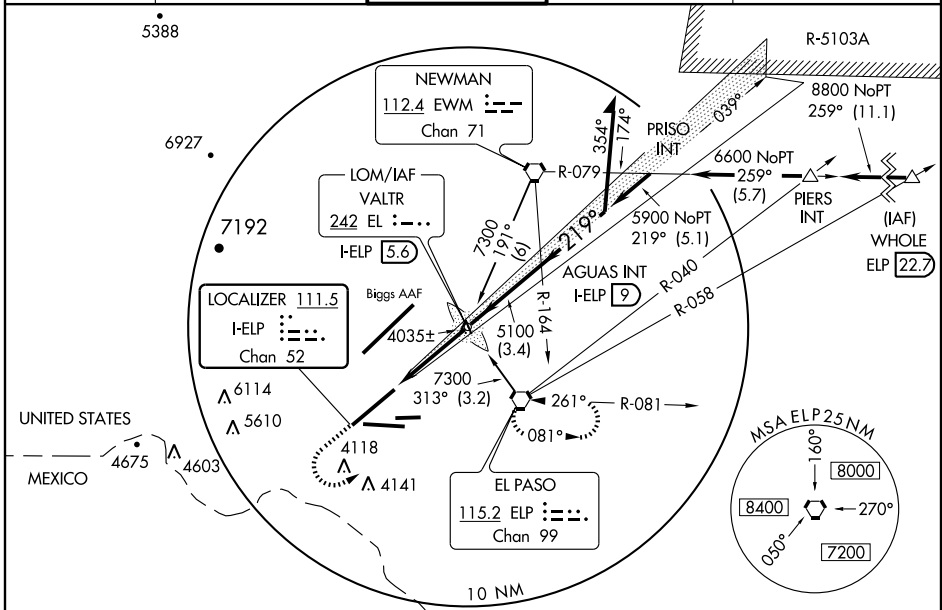 5388
R-5103A
NEWMAN
112.4 EWM
Chan 71
8800 NoPT
259° (11.1)
6927
354°
174°
PRISO
INT
039°
R-079
6600 NoPT
259°
(5.7)
PIERS
INT
(IAF)
WHOLE
ELP 22.7
LOM/IAF
VALTR
242 EL
I-ELP 5.6
7192
7300
191°
(6)
219°
5900 NoPT
219° (5.1)
AGUAS INT
I-ELP 9
R-040
R-058
R-164
LOCALIZER 111.5
I-ELP
Chan 52
Biggs AAF
4035±
5100
(3.4)
7300
313° (3.2)
261°
R-081
081°
6114
5610
UNITED STATES
MEXICO
4675
4603
4118
4141
EL PASO
115.2 ELP
Chan 99
10 NM
MSA ELP 25 NM
160°
8000
8400
270°
050°
7200